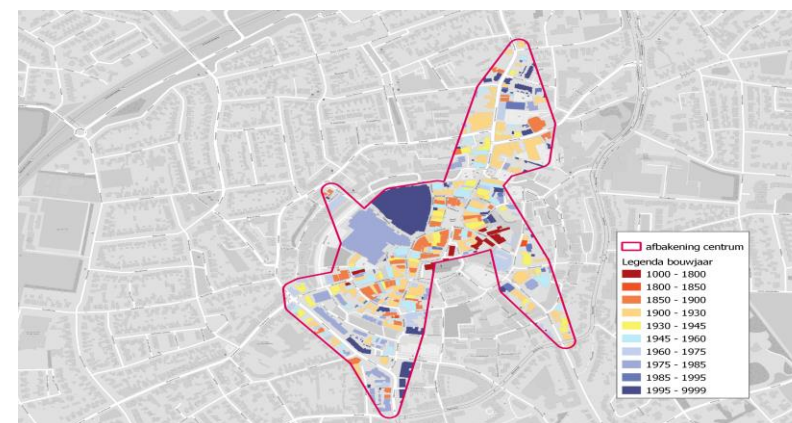 afbakening centrum
Legenda bouwjaar
1000 - 1800
1800 - 1850
1850 - 1900
1900 - 1930
1930 - 1945
1945 - 1960
1960 - 1975
1975 - 1985
1985 - 1995
1995 - 9999